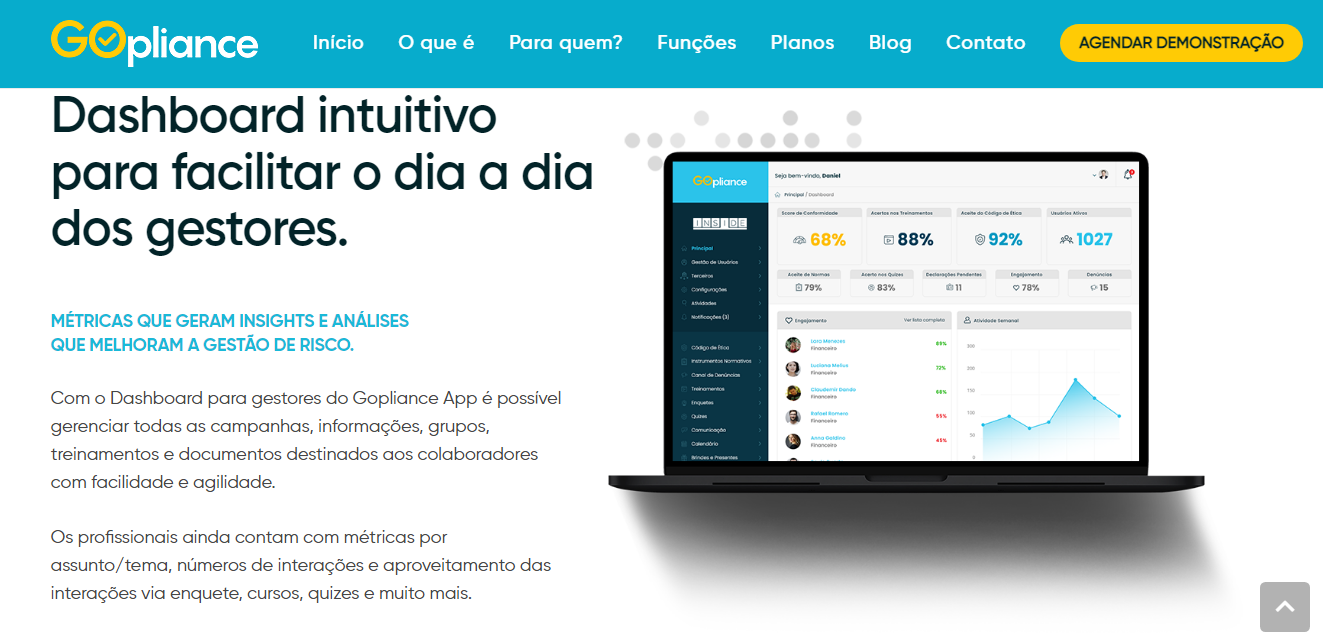 GOpliance
Início
O que é
Para quem?
Funções
Planos
Blog
Contato
AGENDAR DEMONSTRAÇÃO
Dashboard intuitivo
para facilitar o dia a dia
dos gestores.
MÉTRICAS QUE GERAM INSIGHTS E ANÁLISES
QUE MELHORAM A GESTÃO DE RISCO.
Com o Dashboard para gestores do Gopliance App é possível
gerenciar todas as campanhas, informações, grupos,
treinamentos e documentos destinados aos colaboradores
com facilidade e agilidade.
Os profissionais ainda contam com métricas por
assunto/tema, números de interações e aproveitamento das
interações via enquete, cursos, quizes e muito mais.
GOpliance
INSIDE
Principal
Gestão de Usuários
Terceiros
Configurações
Atividades
Notificações (3)
Código de Ética
Instrumentos Normativos
Canal de Denúncias
Treinamentos
Enquetes
Quizes
Comunicação
Calendário
Brindes e Presentes
Seja bem-vindo, Daniel
Principal / Dashboard
Score de Conformidade
68%
Acertos nos Treinamentos
88%
Aceite do Código de Ética
92%
Usuários Ativos
1027
Aceite de Normas
79%
Acerto nos Quizes
83%
Declarações Pendentes
11
Engajamento
78%
Denúncias
15
Engajamento
Ver lista completa
Lara Menezes
Financeiro
89%
Luciana Mellus
Financeiro
72%
Claudemir Dando
Financeiro
68%
Rafael Romero
Financeiro
55%
Anna Goldino
Financeiro
45%
Atividade Semanal
300
200
150
100
50
0